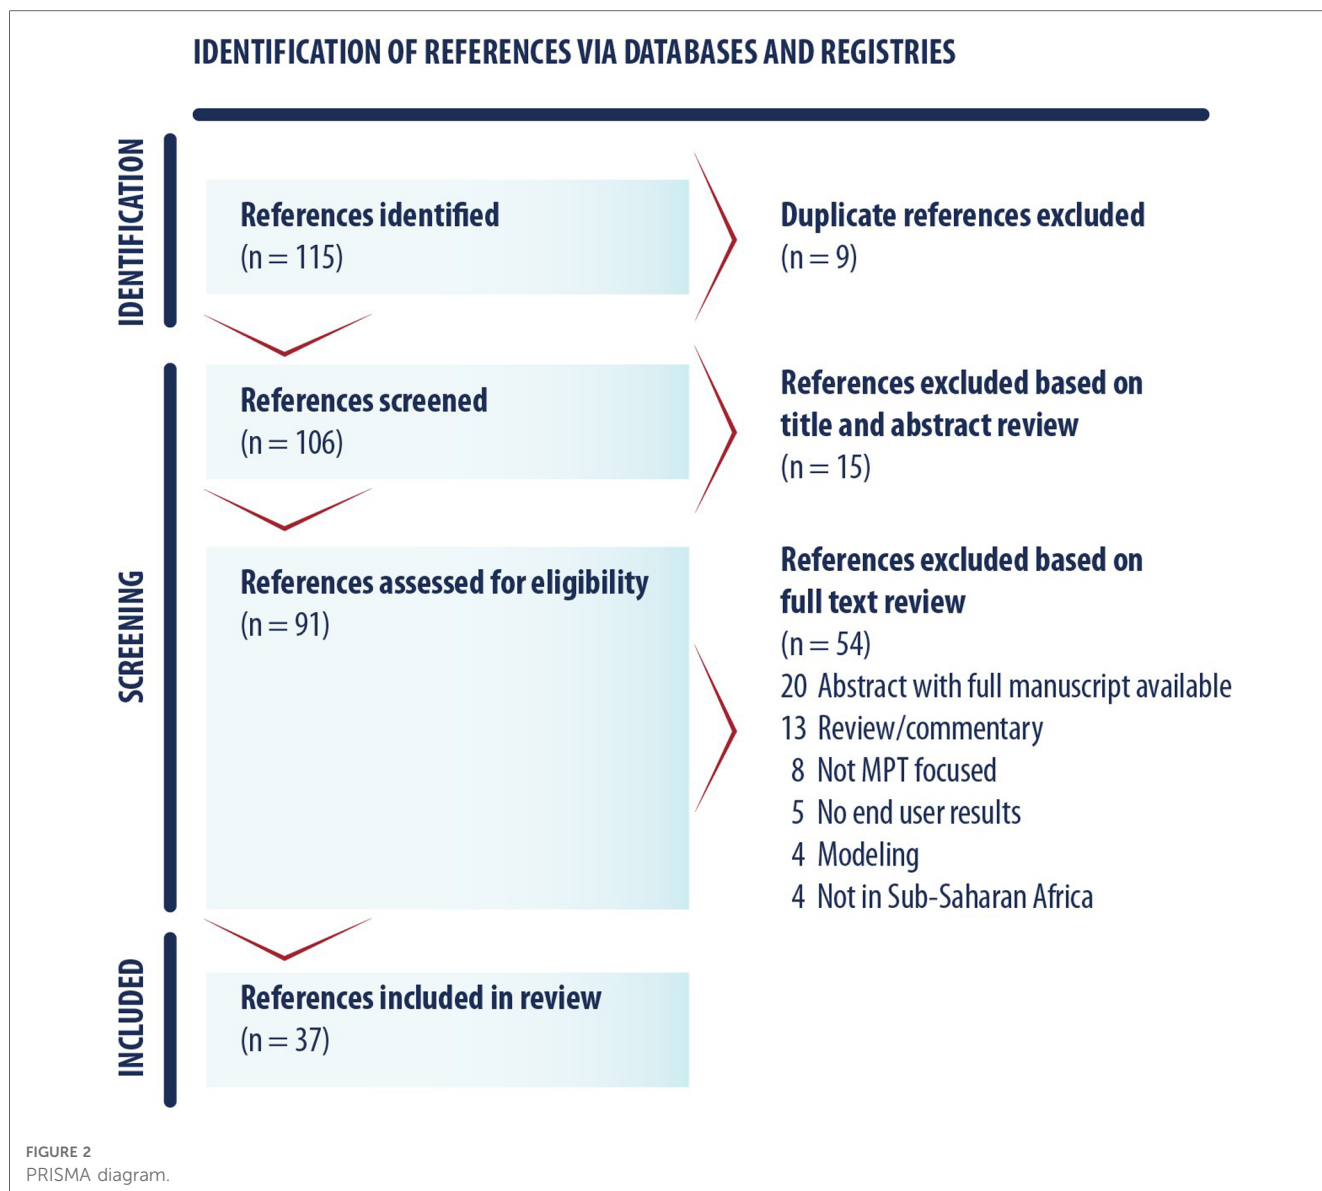 IDENTIFICATION OF REFERENCES VIA DATABASES AND REGISTRIES
IDENTIFICATION
References identified
(n = 115)
Duplicate references excluded
(n = 9)
SCREENING
References screened
(n = 106)
References excluded based on
title and abstract review
(n = 15)
References assessed for eligibility
(n = 91)
References excluded based on
full text review
(n = 54)
20 Abstract with full manuscript available
13 Review/commentary
8 Not MPT focused
5 No end user results
4 Modeling
4 Not in Sub-Saharan Africa
INCLUDED
References included in review
(n = 37)
FIGURE 2
PRISMA diagram.